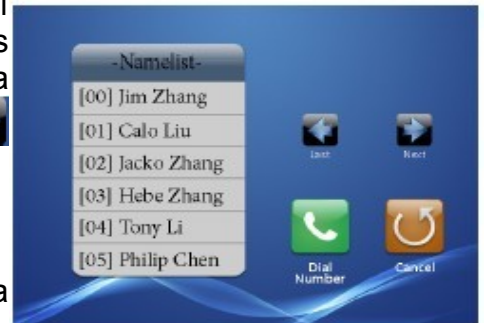 -Namelist-
[00] Jim Zhang
[01] Calo Liu
[02] Jacko Zhang
[03] Hebe Zhang
[04] Tony Li
[05] Philip Chen
Last
Next
Dial
Number
Cancel
s
a
a